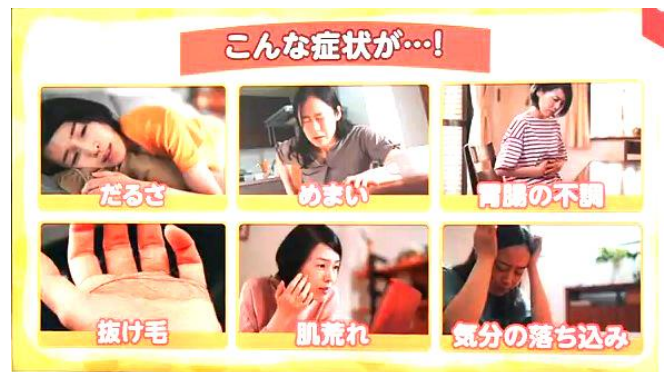 こんな症状が…!
だるさ
めまい
胃腸の不調
抜け毛
肌荒れ
気分の落ち込み